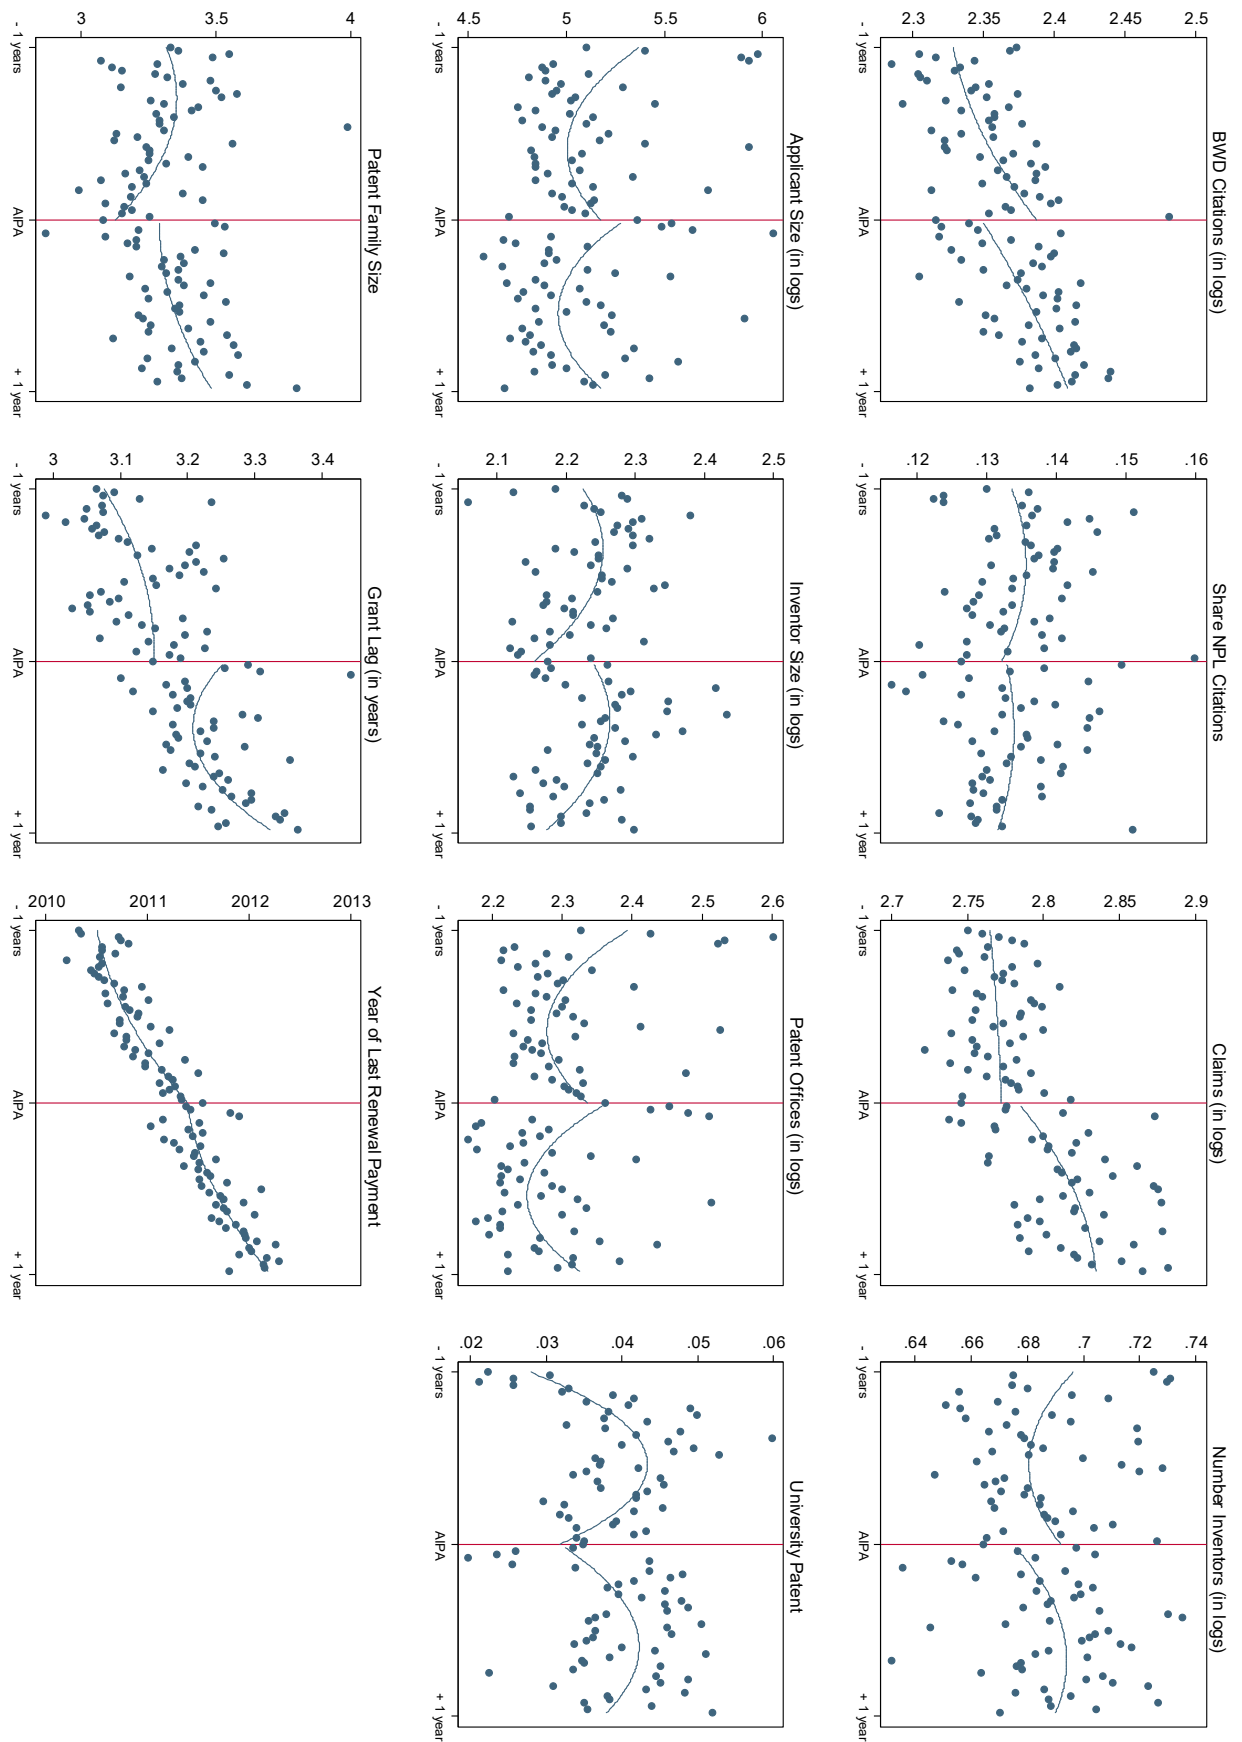 BWD Citations (in logs)
2.5
2.45
2.4
2.35
2.3
- 1 years AIPA + 1 year
Share NPL Citations
.16
.15
.14
.13
.12
- 1 years AIPA + 1 year
Claims (in logs)
2.9
2.85
2.8
2.75
2.7
- 1 years AIPA + 1 year
Number Inventors (in logs)
.74
.72
.7
.68
.66
.64
- 1 years AIPA + 1 year
Applicant Size (in logs)
6
5.5
5
4.5
- 1 years AIPA + 1 year
Inventor Size (in logs)
2.5
2.4
2.3
2.2
2.1
- 1 years AIPA + 1 year
Patent Offices (in logs)
2.6
2.5
2.4
2.3
2.2
- 1 years AIPA + 1 year
University Patent
.06
.05
.04
.03
.02
- 1 years AIPA + 1 year
Patent Family Size
4
3.5
3
- 1 years AIPA + 1 year
Grant Lag (in years)
3.4
3.3
3.2
3.1
3
- 1 years AIPA + 1 year
Year of Last Renewal Payment
2013
2012
2011
2010
- 1 years AIPA + 1 year